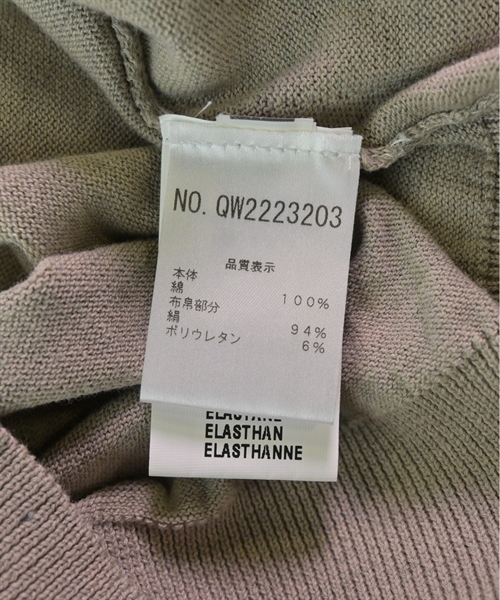 NO. QW2223203
品質表示
本体
綿 100%
布帛部分
絹 94%
ポリウレタン 6%
ELASTANE
ELASTHAN
ELASTHANNE